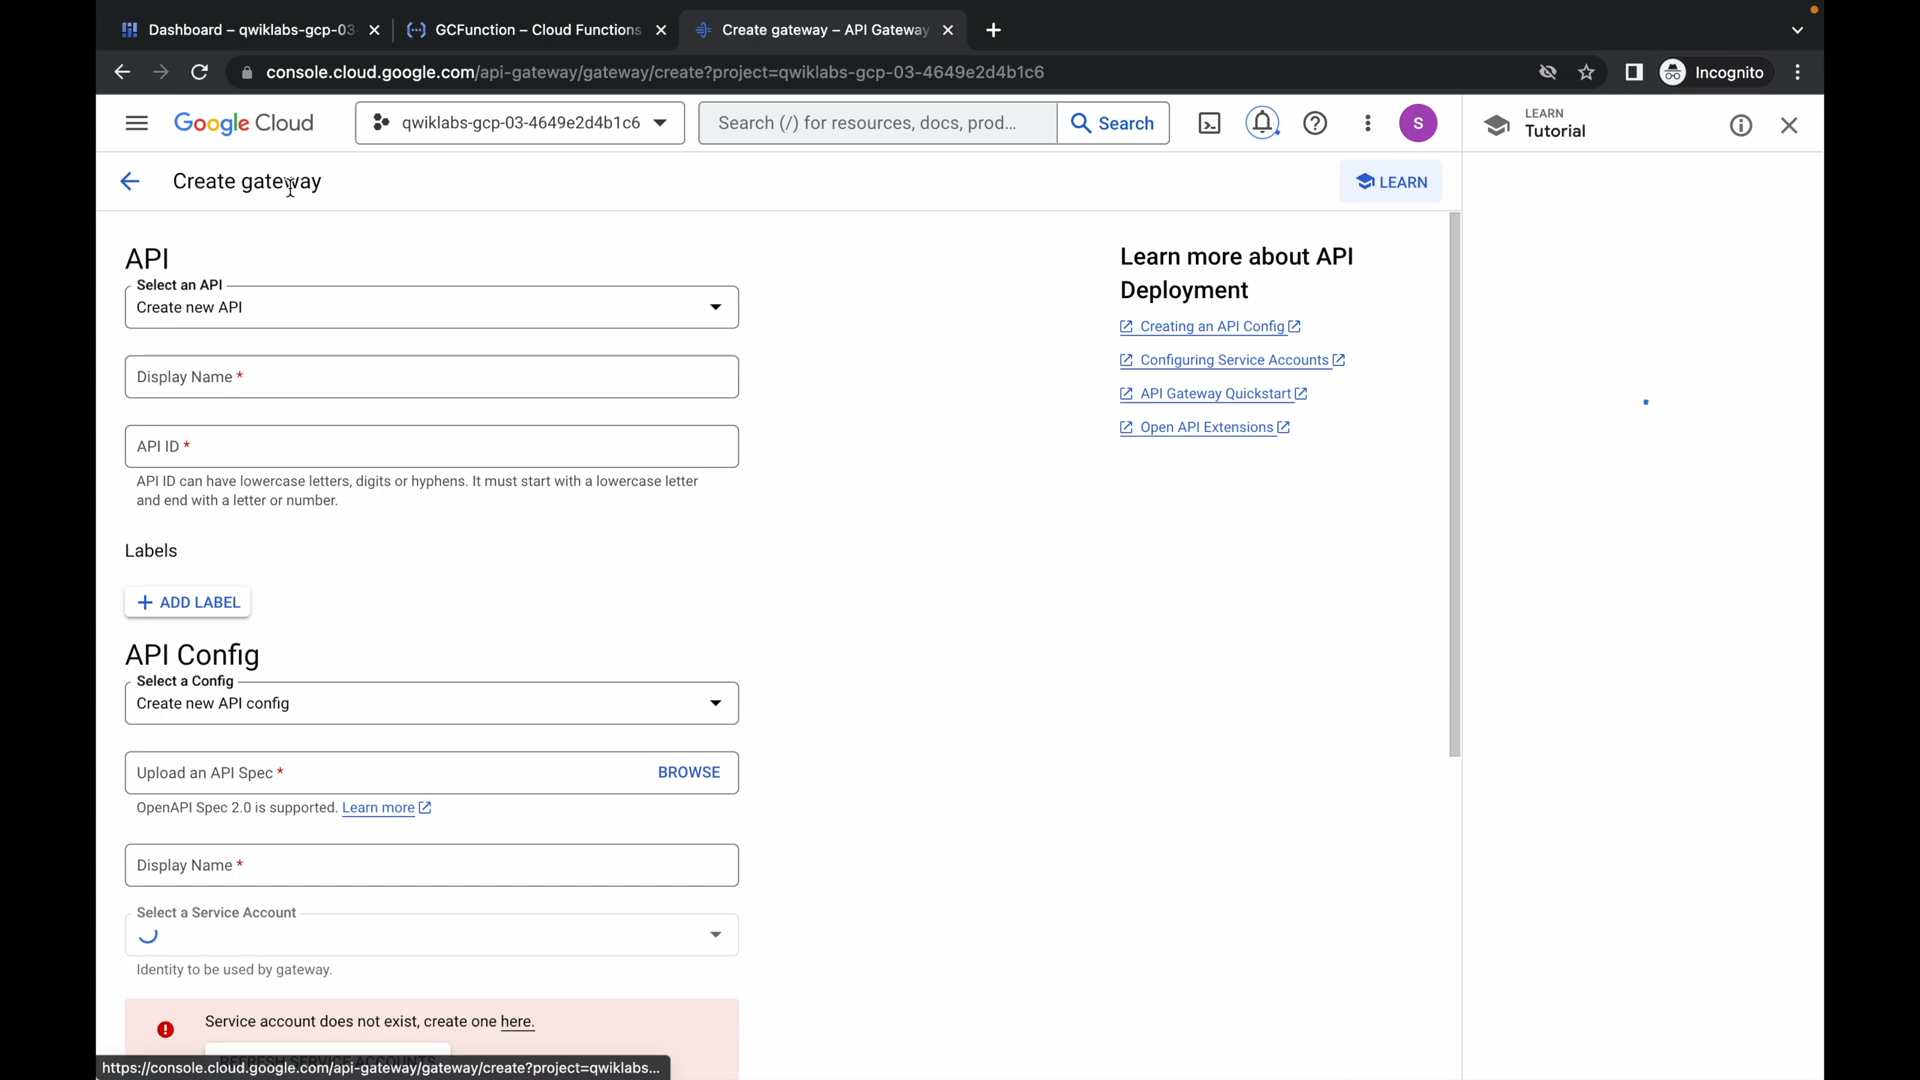 Dashboard – qwiklabs-gcp-03
GCFunction – Cloud Functions
Create gateway – API Gateway
console.cloud.google.com/api-gateway/gateway/create?project=qwiklabs-gcp-03-4649e2d4b1c6
Incognito
Google Cloud
qwiklabs-gcp-03-4649e2d4b1c6
Search (/) for resources, docs, prod...
Search
S
LEARN
Tutorial
Create gateway
LEARN
API
Select an API
Create new API
Display Name *
API ID *
API ID can have lowercase letters, digits or hyphens. It must start with a lowercase letter
and end with a letter or number.
Labels
ADD LABEL
API Config
Select a Config
Create new API config
Upload an API Spec *
BROWSE
OpenAPI Spec 2.0 is supported. Learn more
Display Name *
Select a Service Account
Identity to be used by gateway.
Service account does not exist, create one here.
REFRESH SERVICE ACCOUNTS
https://console.cloud.google.com/api-gateway/gateway/create?project=qwiklabs...
Learn more about API
Deployment
Creating an API Config
Configuring Service Accounts
API Gateway Quickstart
Open API Extensions